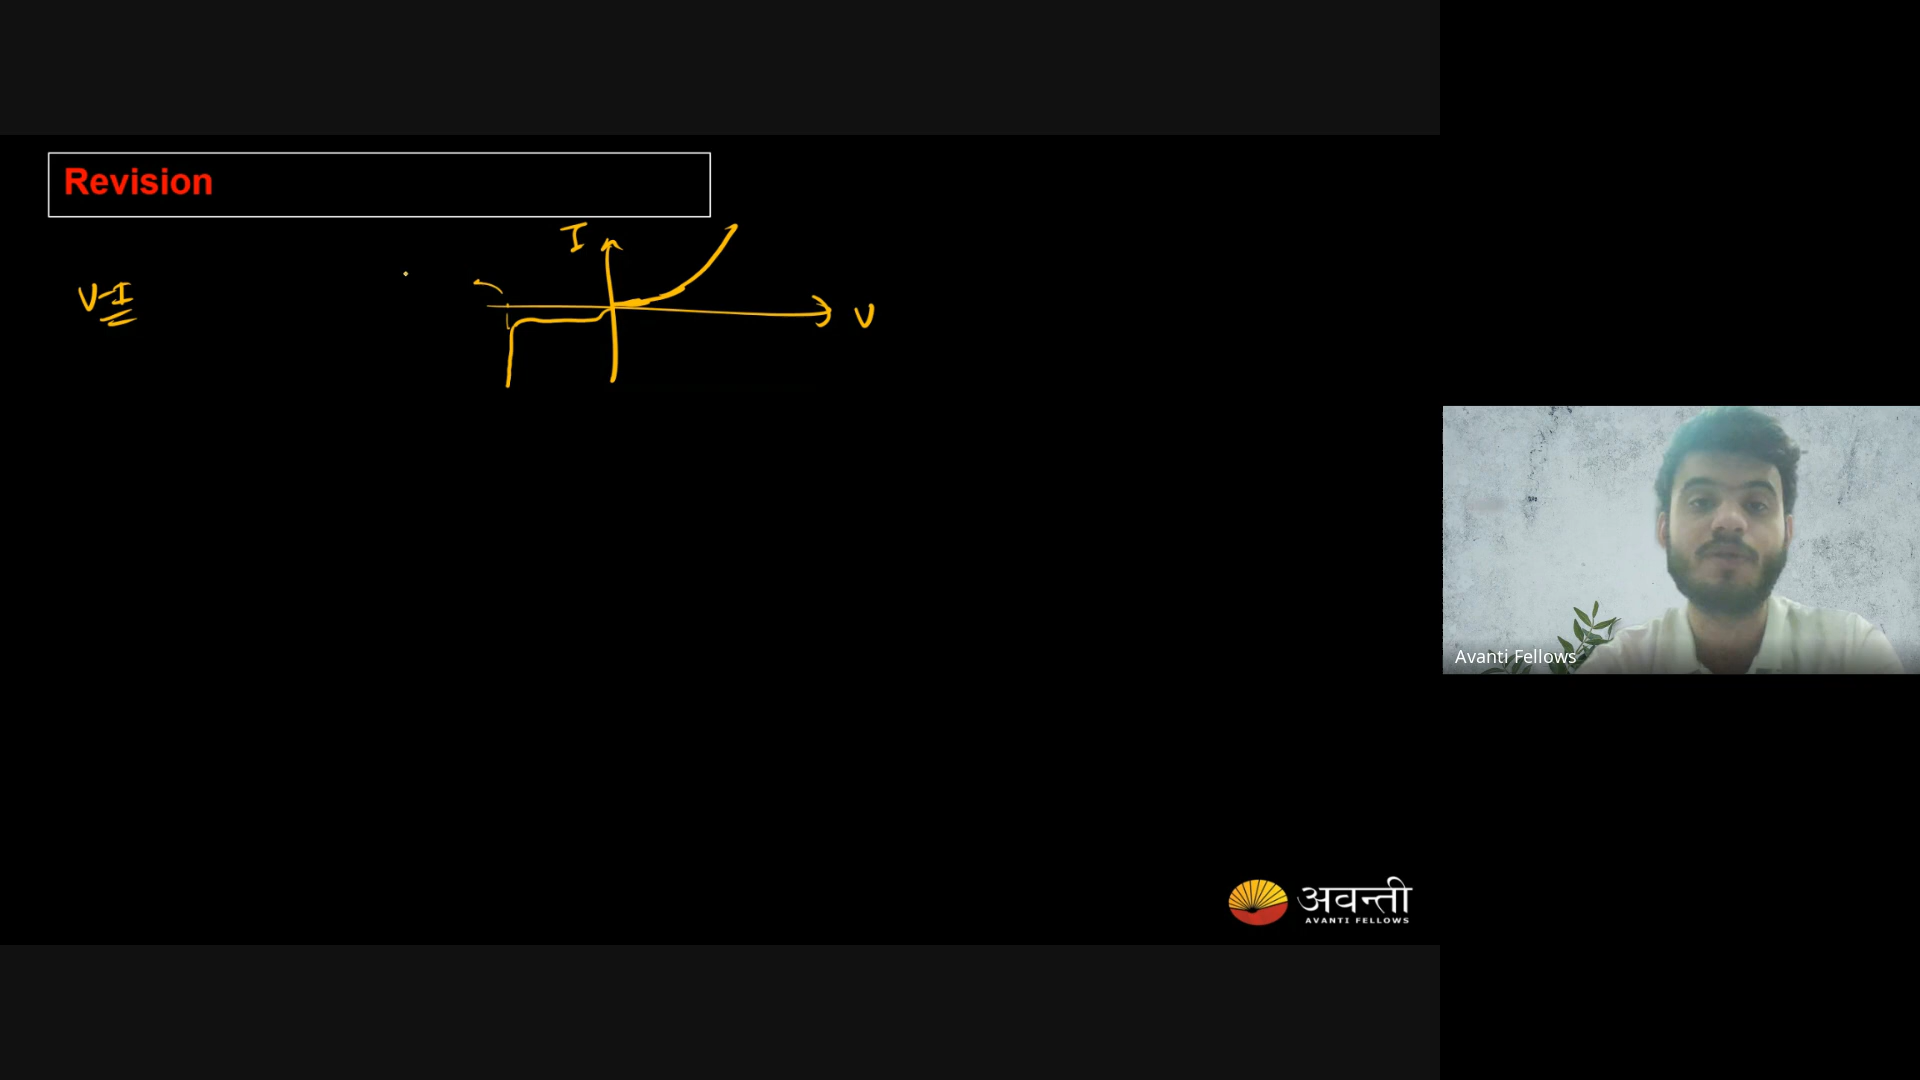 Revision
I
V-I
V
Avanti Fellows
अवन्ती
AVANTI FELLOWS